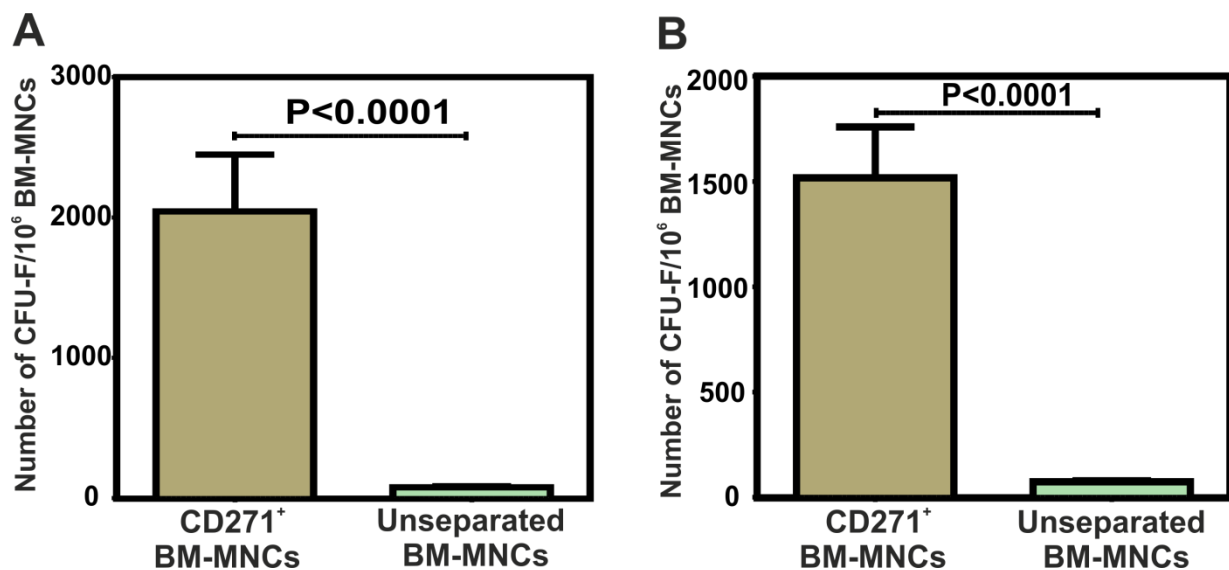 A
Number of CFU-F/10⁶ BM-MNCs
3000
2000
1000
0
P<0.0001
CD271⁺
BM-MNCs
Unseparated
BM-MNCs
B
Number of CFU-F/10⁶ BM-MNCs
2000
1500
1000
500
0
P<0.0001
CD271⁺
BM-MNCs
Unseparated
BM-MNCs